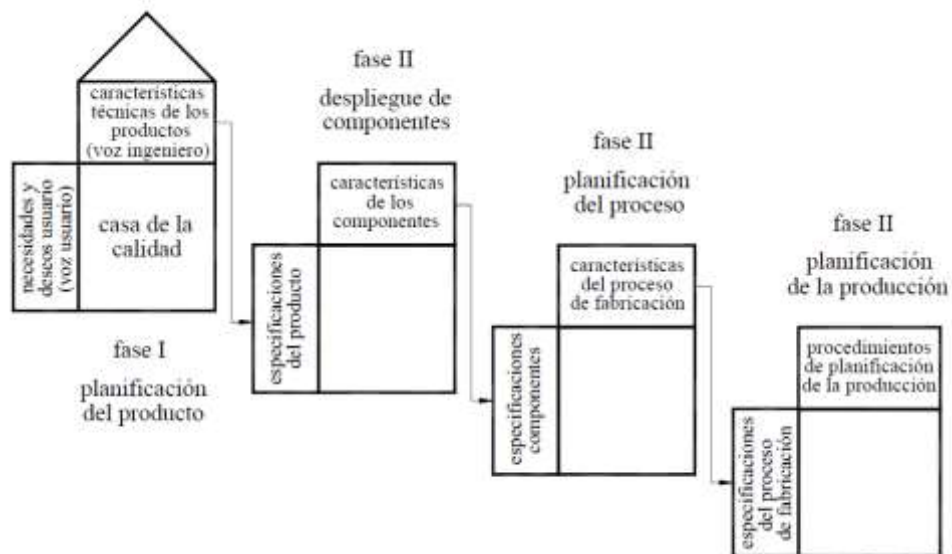 características
técnicas de los
productos
(voz ingeniero)
necesidades y
deseos usuario
(voz usuario)
casa de la
calidad
fase I
planificación
del producto
fase II
despliegue de
componentes
características
de los
componentes
especificaciones
del producto
fase II
planificación
del proceso
características
del proceso
de fabricación
especificaciones
componentes
fase II
planificación
de la producción
procedimientos
de planificación
de la producción
especificaciones
del proceso
de fabricación